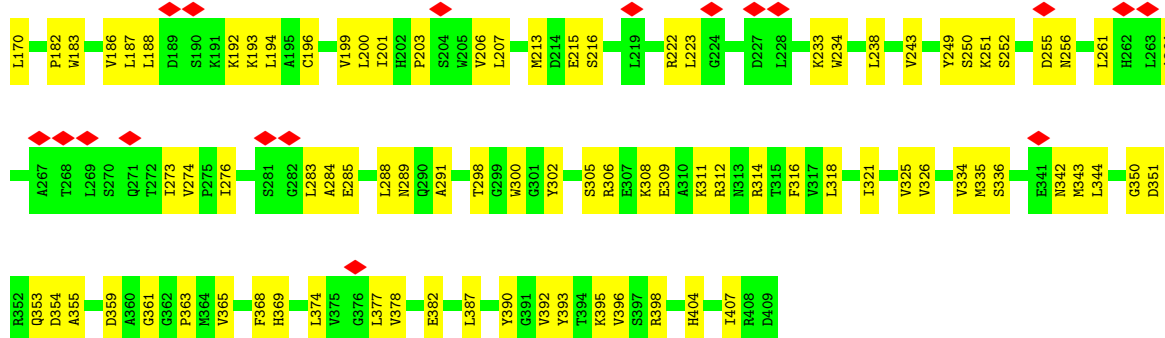 L170 P182 W183 V186 L187 L188 D189 S190 K191 K192 K193 L194 A195 C196 V199 L200 I201 H202 P203 S204 W205 V206 L207 M213 D214 E215 S216 L219 R222 L223 G224 D227 L228 K233 W234 L238 V243 Y249 S250 K251 S252 D255 N256 L261 H262 L263
A267 T268 L269 S270 Q271 T272 I273 V274 P275 I276 S281 G282 L283 A284 E285 L288 N289 Q290 A291 T298 G299 W300 G301 Y302 S305 R306 E307 K308 E309 A310 K311 R312 N313 R314 T315 F316 V317 L318 I321 V325 V326 V334 M335 S336 E341 N342 M343 L344 G350 D351
R352 Q353 D354 A355 D359 A360 G361 G362 P363 M364 V365 F368 H369 L374 V375 G376 L377 V378 E382 L387 Y390 G391 V392 Y393 T394 K395 V396 S397 R398 H404 I407 R408 D409